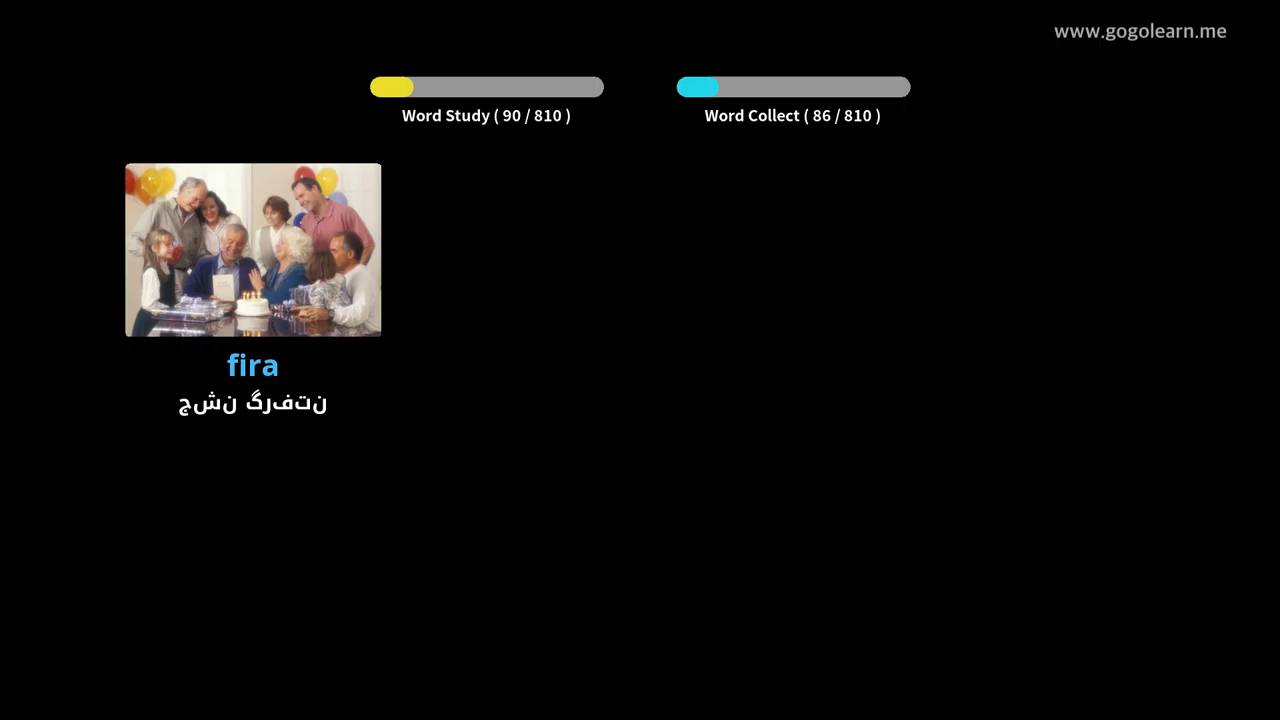 www.gogolearn.me
Word Study ( 90 / 810 )
Word Collect ( 86 / 810 )
fira
جشن گرفتن